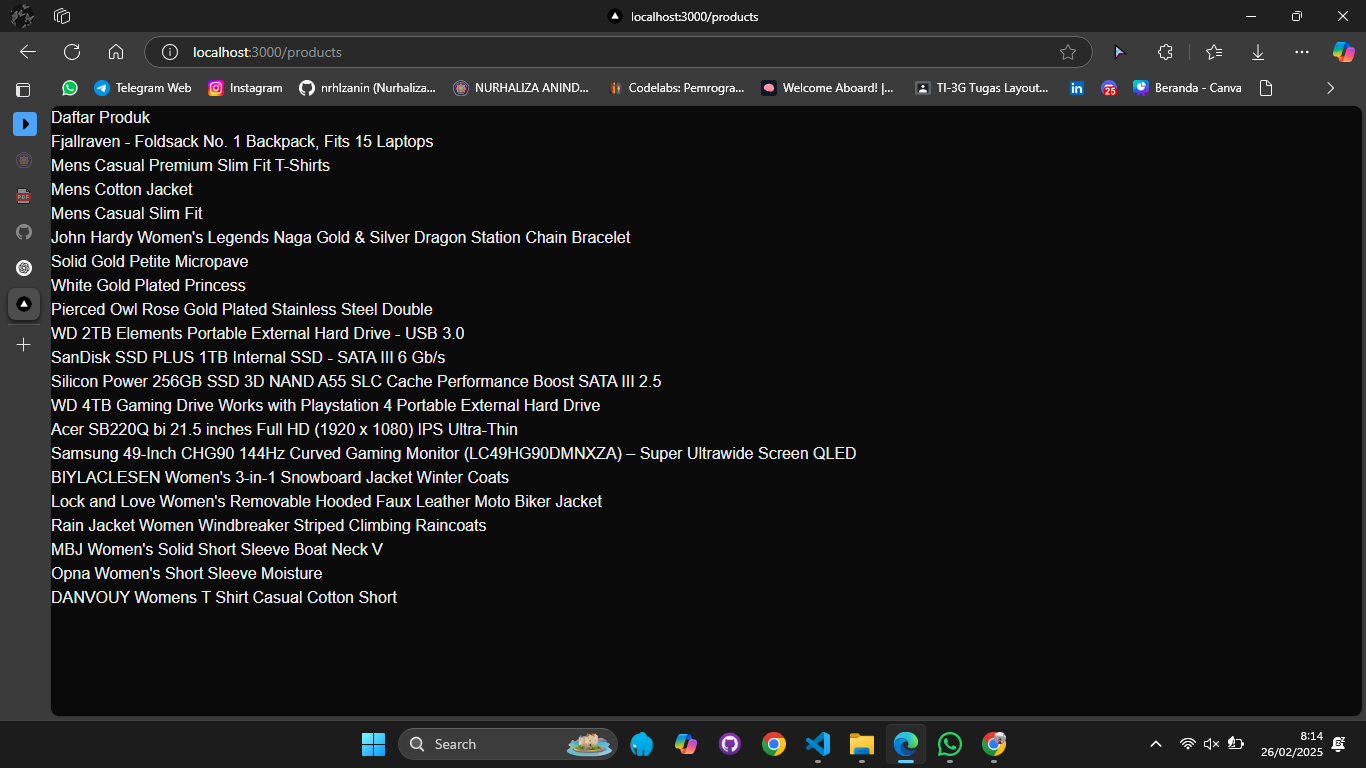 localhost:3000/products
localhost:3000/products
Telegram Web
Instagram
nrhlzanin (Nurhaliza...
NURHALIZA ANIND...
Codelabs: Pemrogra...
Welcome Aboard! |...
TI-3G Tugas Layout...
in
25
Beranda - Canva
PDF
Daftar Produk
Fjallraven - Foldsack No. 1 Backpack, Fits 15 Laptops
Mens Casual Premium Slim Fit T-Shirts
Mens Cotton Jacket
Mens Casual Slim Fit
John Hardy Women's Legends Naga Gold & Silver Dragon Station Chain Bracelet
Solid Gold Petite Micropave
White Gold Plated Princess
Pierced Owl Rose Gold Plated Stainless Steel Double
WD 2TB Elements Portable External Hard Drive - USB 3.0
SanDisk SSD PLUS 1TB Internal SSD - SATA III 6 Gb/s
Silicon Power 256GB SSD 3D NAND A55 SLC Cache Performance Boost SATA III 2.5
WD 4TB Gaming Drive Works with Playstation 4 Portable External Hard Drive
Acer SB220Q bi 21.5 inches Full HD (1920 x 1080) IPS Ultra-Thin
Samsung 49-Inch CHG90 144Hz Curved Gaming Monitor (LC49HG90DMNXZA) – Super Ultrawide Screen QLED
BIYLACLESEN Women's 3-in-1 Snowboard Jacket Winter Coats
Lock and Love Women's Removable Hooded Faux Leather Moto Biker Jacket
Rain Jacket Women Windbreaker Striped Climbing Raincoats
MBJ Women's Solid Short Sleeve Boat Neck V
Opna Women's Short Sleeve Moisture
DANVOUY Womens T Shirt Casual Cotton Short
Search
8:14
26/02/2025